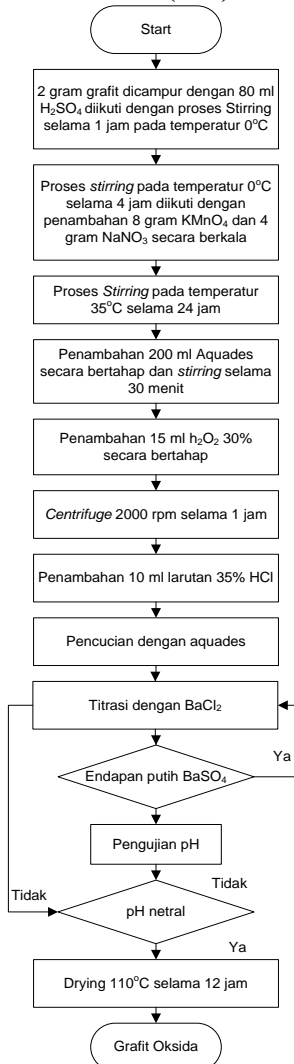 Start
2 gram grafit dicampur dengan 80 ml
H₂SO₄ diikuti dengan proses Stirring
selama 1 jam pada temperatur 0°C
Proses stirring pada temperatur 0°C
selama 4 jam diikuti dengan
penambahan 8 gram KMnO₄ dan 4
gram NaNO₃ secara berkala
Proses Stirring pada temperatur
35°C selama 24 jam
Penambahan 200 ml Aquades
secara bertahap dan stirring selama
30 menit
Penambahan 15 ml h₂O₂ 30%
secara bertahap
Centrifuge 2000 rpm selama 1 jam
Penambahan 10 ml larutan 35% HCl
Pencucian dengan aquades
Titrasi dengan BaCl₂
Ya
Endapan putih BaSO₄
Pengujian pH
Tidak
Tidak
pH netral
Ya
Drying 110°C selama 12 jam
Grafit Oksida